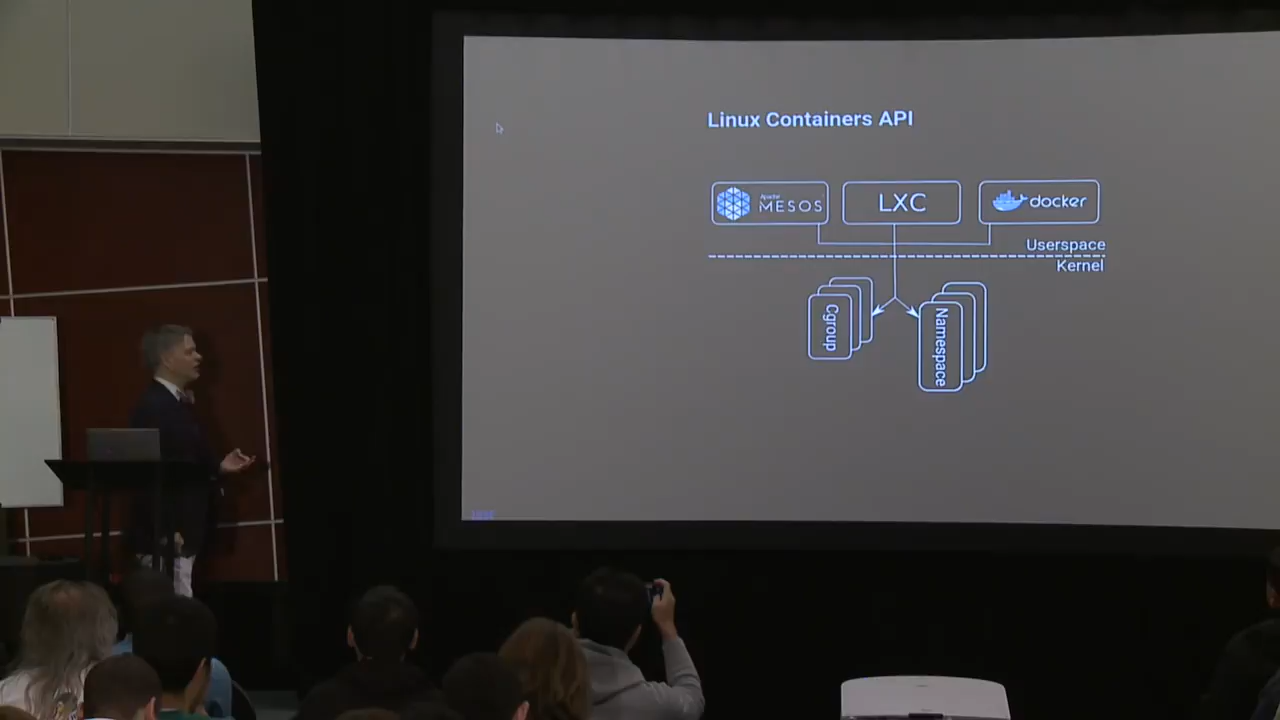 Linux Containers API
Apache
MESOS
LXC
docker
Userspace
Kernel
Cgroup
Namespace